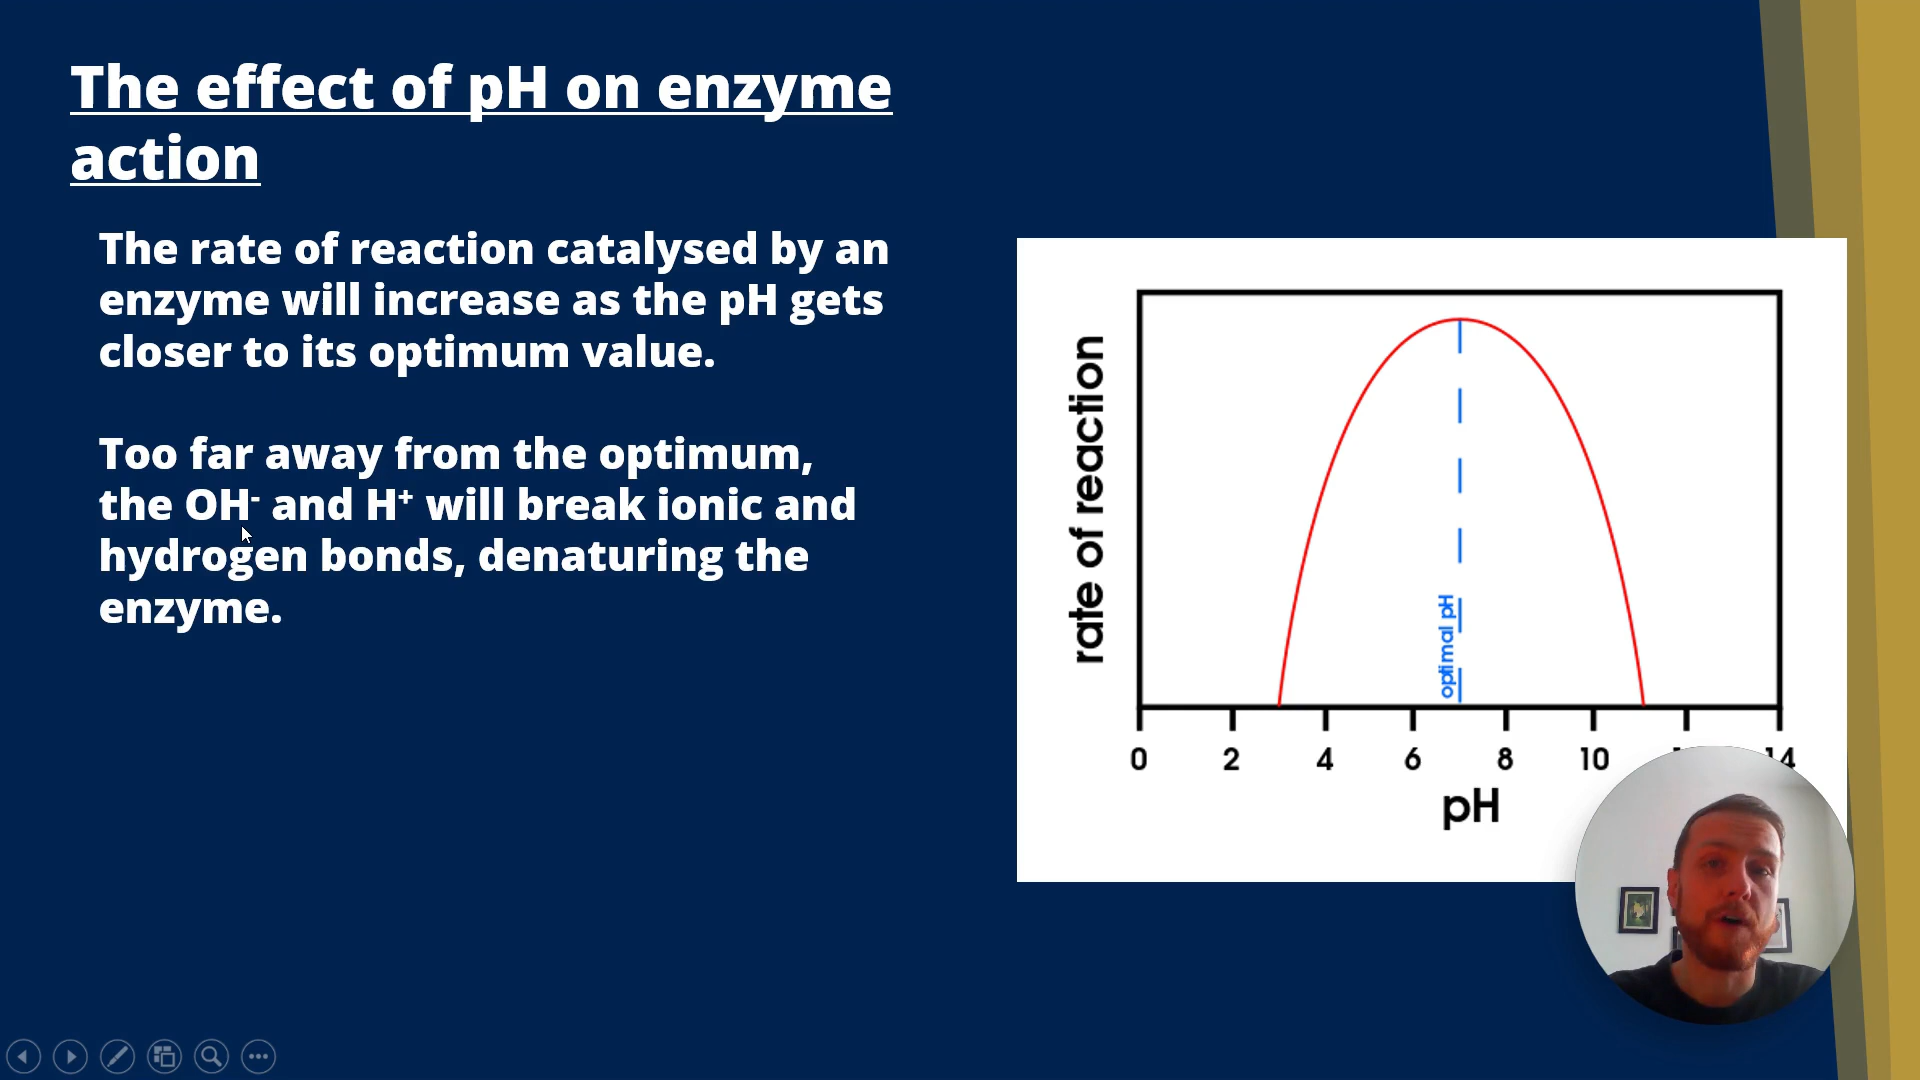 The effect of pH on enzyme
action
The rate of reaction catalysed by an
enzyme will increase as the pH gets
closer to its optimum value.
Too far away from the optimum,
the OH⁻ and H⁺ will break ionic and
hydrogen bonds, denaturing the
enzyme.
rate of reaction
optimal pH
0 2 4 6 8 10 14
pH